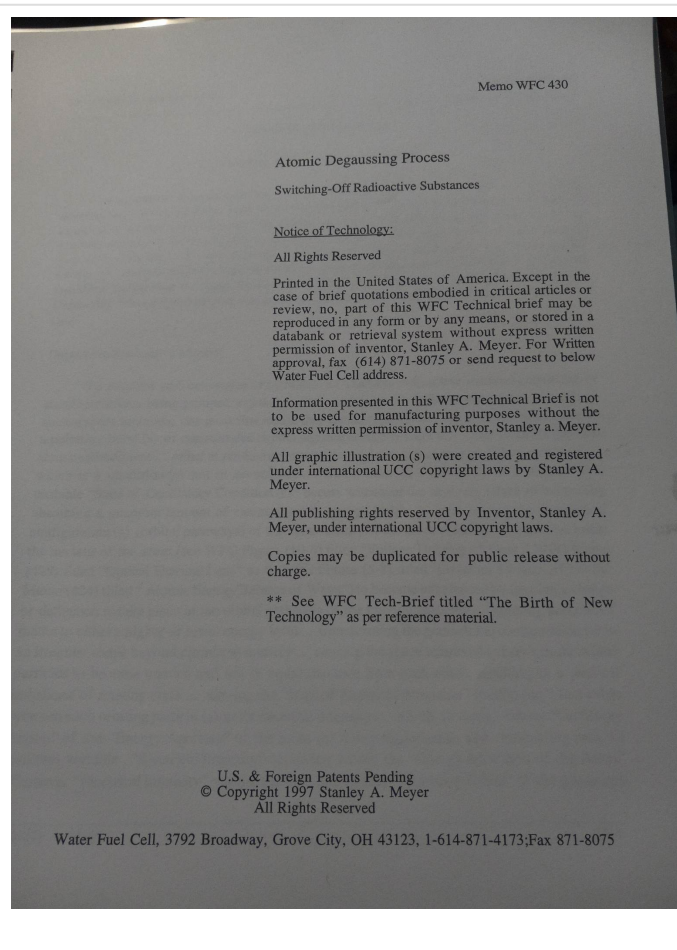 Memo WFC 430
Atomic Degaussing Process
Switching-Off Radioactive Substances
Notice of Technology:
All Rights Reserved
Printed in the United States of America. Except in the
case of brief quotations embodied in critical articles or
review, no, part of this WFC Technical brief may be
reproduced in any form or by any means, or stored in a
databank or retrieval system without express written
permission of inventor, Stanley A. Meyer. For Written
approval, fax (614) 871-8075 or send request to below
Water Fuel Cell address.
Information presented in this WFC Technical Brief is not
to be used for manufacturing purposes without the
express written permission of inventor, Stanley a. Meyer.
All graphic illustration (s) were created and registered
under international UCC copyright laws by Stanley A.
Meyer.
All publishing rights reserved by Inventor, Stanley A.
Meyer, under international UCC copyright laws.
Copies may be duplicated for public release without
charge.
** See WFC Tech-Brief titled “The Birth of New
Technology” as per reference material.
U.S. & Foreign Patents Pending
© Copyright 1997 Stanley A. Meyer
All Rights Reserved
Water Fuel Cell, 3792 Broadway, Grove City, OH 43123, 1-614-871-4173;Fax 871-8075